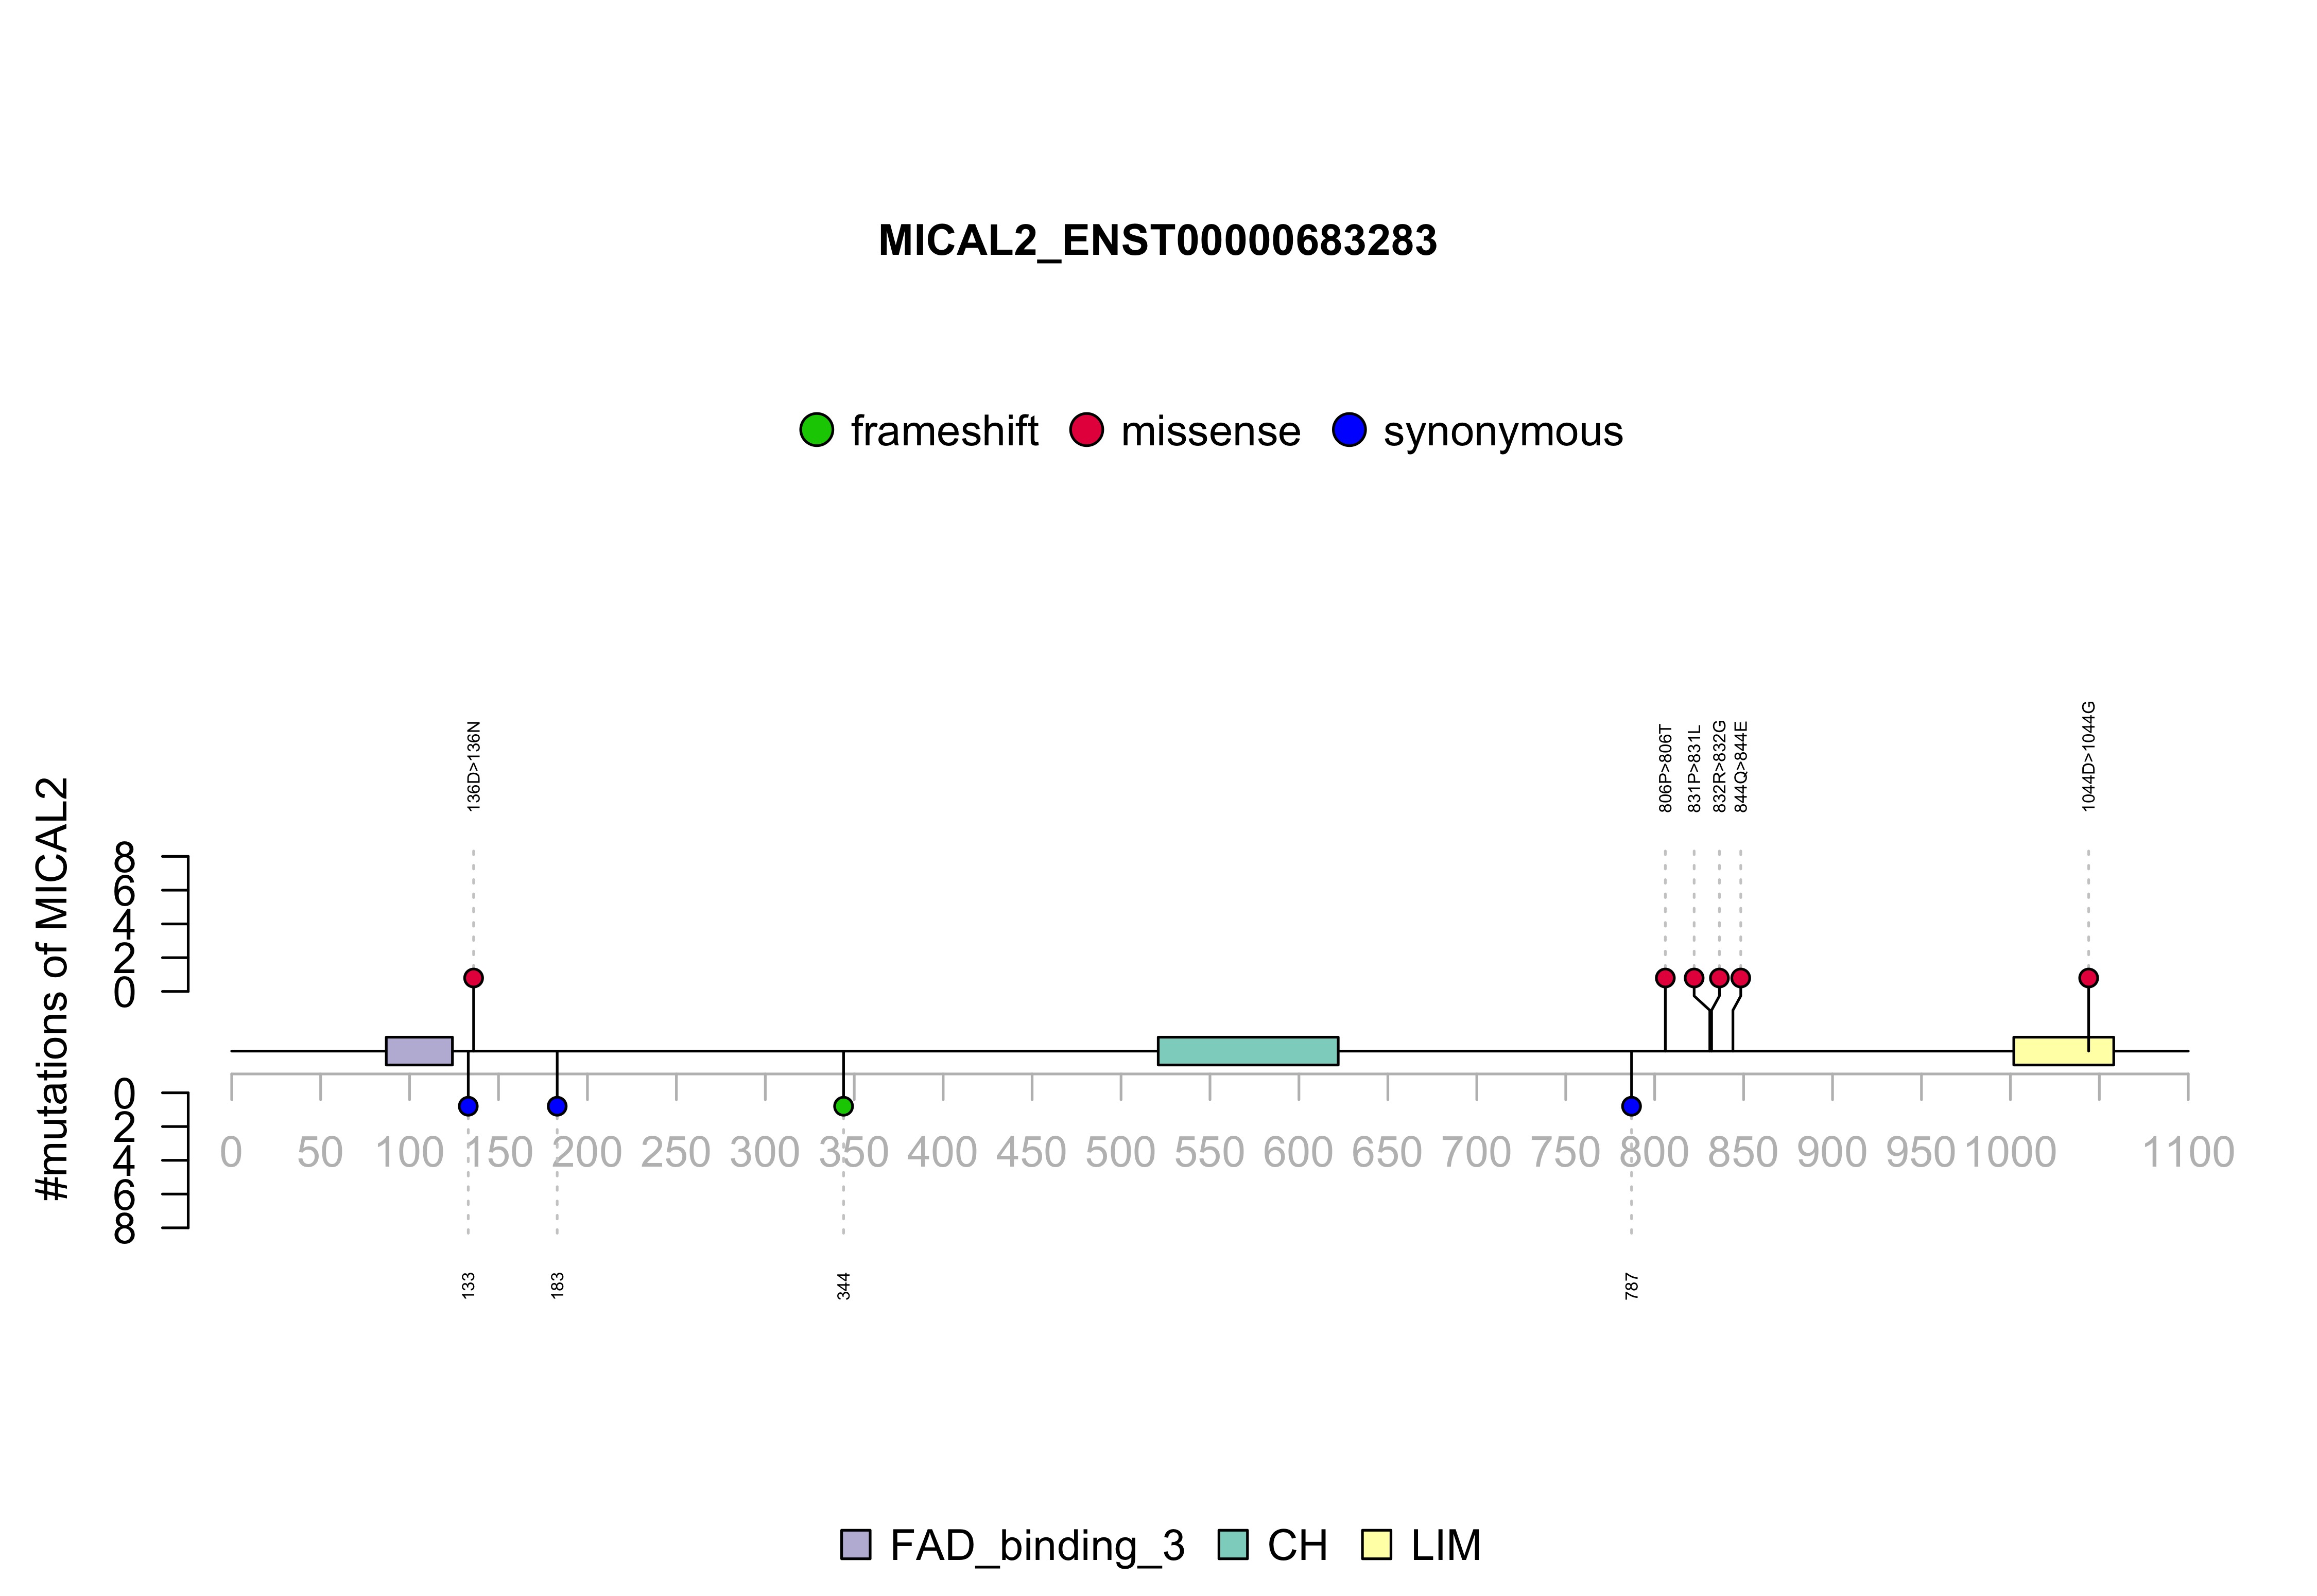 MICAL2_ENST00000683283
frameshift missense synonymous
#mutations of MICAL2
136D>136N
806P>806T
831P>831L
832R>832G
844Q>844E
1044D>1044G
8
6
4
2
0
0
2
4
6
8
0 50 100 150 200 250 300 350 400 450 500 550 600 650 700 750 800 850 900 950 1000 1100
133
183
344
787
FAD_binding_3 CH LIM